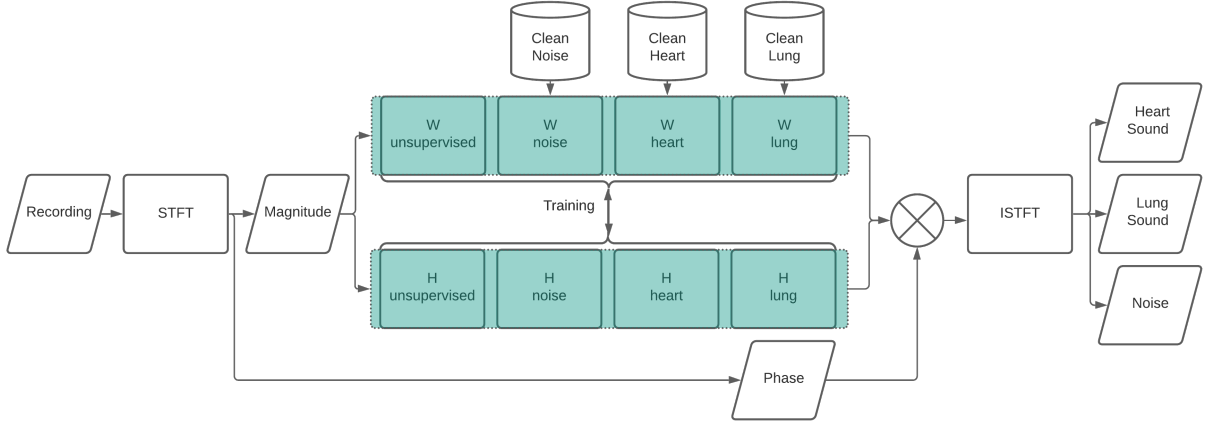 Clean
Noise
Clean
Heart
Clean
Lung
W
unsupervised
W
noise
W
heart
W
lung
Heart
Sound
Recording
STFT
Magnitude
Training
ISTFT
Lung
Sound
H
unsupervised
H
noise
H
heart
H
lung
Noise
Phase